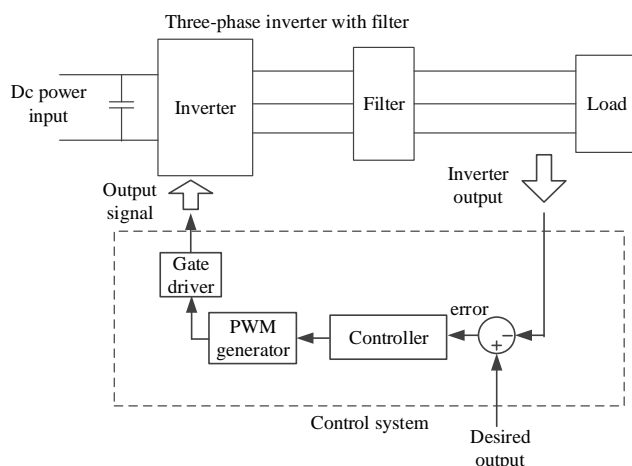 Three-phase inverter with filter
Dc power
input
Inverter
Filter
Load
Output
signal
Inverter
output
Gate
driver
PWM
generator
Controller
error
-
+
Control system
Desired
output